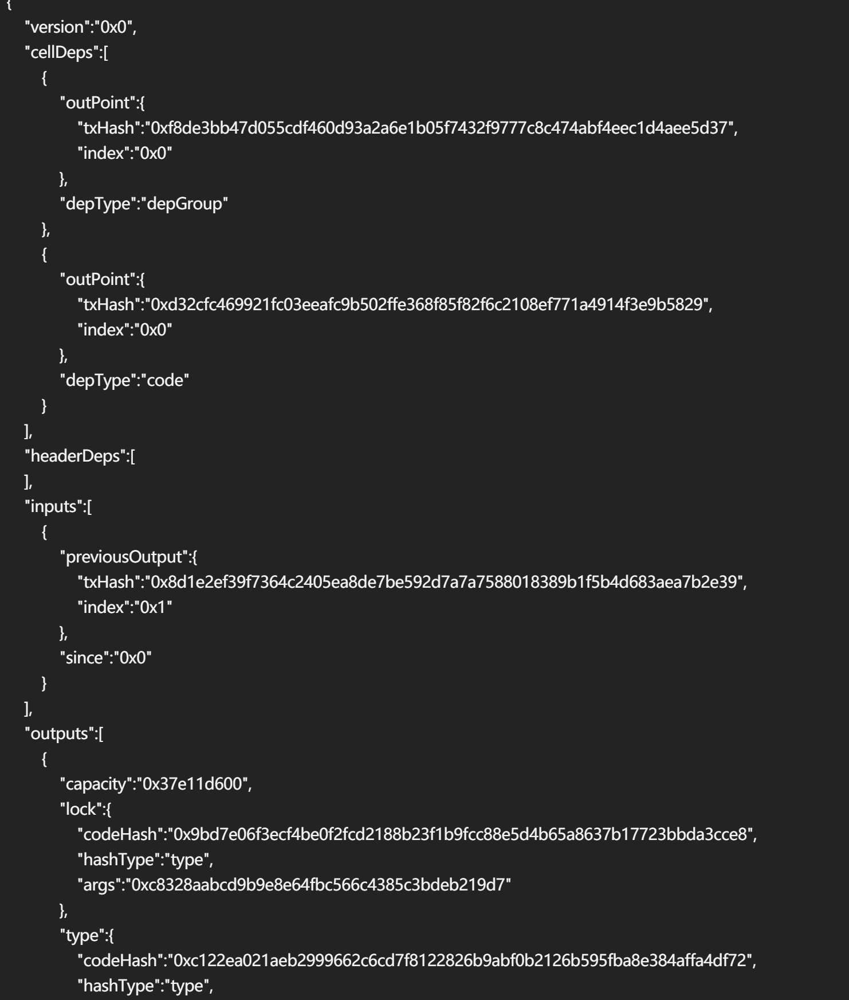 {
"version":"0x0",
"cellDeps":[
{
"outPoint":{
"txHash":"0xf8de3bb47d055cdf460d93a2a6e1b05f7432f9777c8c474abf4eec1d4aee5d37",
"index":"0x0"
},
"depType":"depGroup"
},
{
"outPoint":{
"txHash":"0xd32cfc469921fc03eeafc9b502ffe368f85f82f6c2108ef771a4914f3e9b5829",
"index":"0x0"
},
"depType":"code"
}
],
"headerDeps":[
],
"inputs":[
{
"previousOutput":{
"txHash":"0x8d1e2ef39f7364c2405ea8de7be592d7a7a7588018389b1f5b4d683aea7b2e39",
"index":"0x1"
},
"since":"0x0"
}
],
"outputs":[
{
"capacity":"0x37e11d600",
"lock":{
"codeHash":"0x9bd7e06f3ecf4be0f2fcd2188b23f1b9fcc88e5d4b65a8637b17723bbda3cce8",
"hashType":"type",
"args":"0xc8328aabcd9b9e8e64fbc566c4385c3bdeb219d7"
},
"type":{
"codeHash":"0xc122ea021aeb2999662c6cd7f8122826b9abf0b2126b595fba8e384affa4df72",
"hashType":"type",